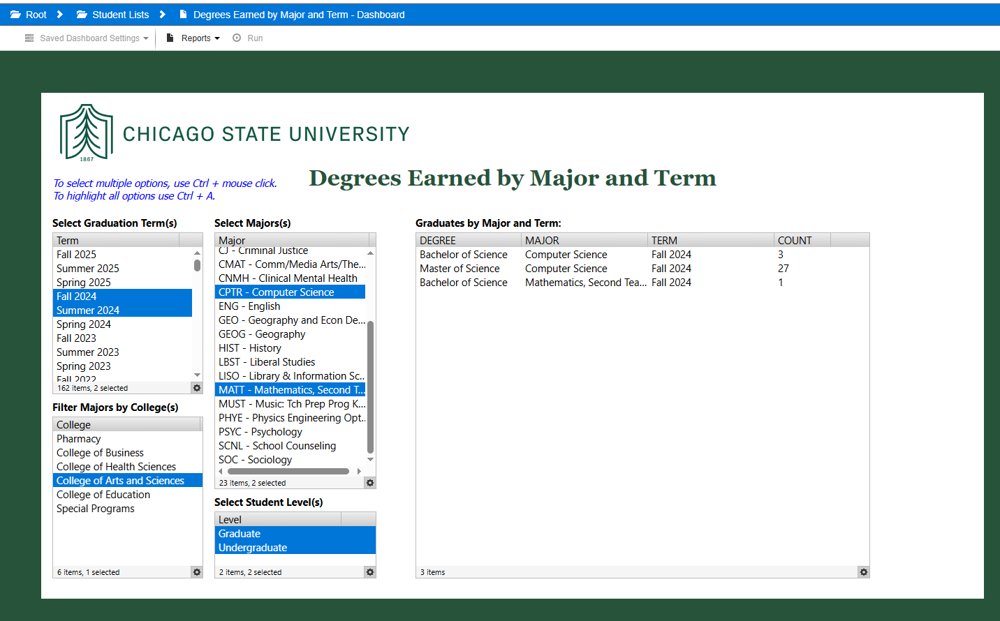 Root Student Lists Degrees Earned by Major and Term - Dashboard
Saved Dashboard Settings Reports Run
1867
CHICAGO STATE UNIVERSITY
Degrees Earned by Major and Term
To select multiple options, use Ctrl + mouse click.
To highlight all options use Ctrl + A.
Select Graduation Term(s)
Term
Fall 2025
Summer 2025
Spring 2025
Fall 2024
Summer 2024
Spring 2024
Fall 2023
Summer 2023
Spring 2023
Fall 2022
162 items, 2 selected
Filter Majors by College(s)
College
Pharmacy
College of Business
College of Health Sciences
College of Arts and Sciences
College of Education
Special Programs
6 items, 1 selected
Select Majors(s)
Major
CJ - Criminal Justice
CMAT - Comm/Media Arts/The...
CNMH - Clinical Mental Health
CPTR - Computer Science
ENG - English
GEO - Geography and Econ De...
GEOG - Geography
HIST - History
LBST - Liberal Studies
LISO - Library & Information Sc...
MATT - Mathematics, Second T...
MUST - Music: Tch Prep Prog K...
PHYE - Physics Engineering Opt...
PSYC - Psychology
SCNL - School Counseling
SOC - Sociology
23 items, 2 selected
Select Student Level(s)
Level
Graduate
Undergraduate
2 items, 2 selected
Graduates by Major and Term:
DEGREE MAJOR TERM COUNT
Bachelor of Science Computer Science Fall 2024 3
Master of Science Computer Science Fall 2024 27
Bachelor of Science Mathematics, Second Tea... Fall 2024 1
3 items